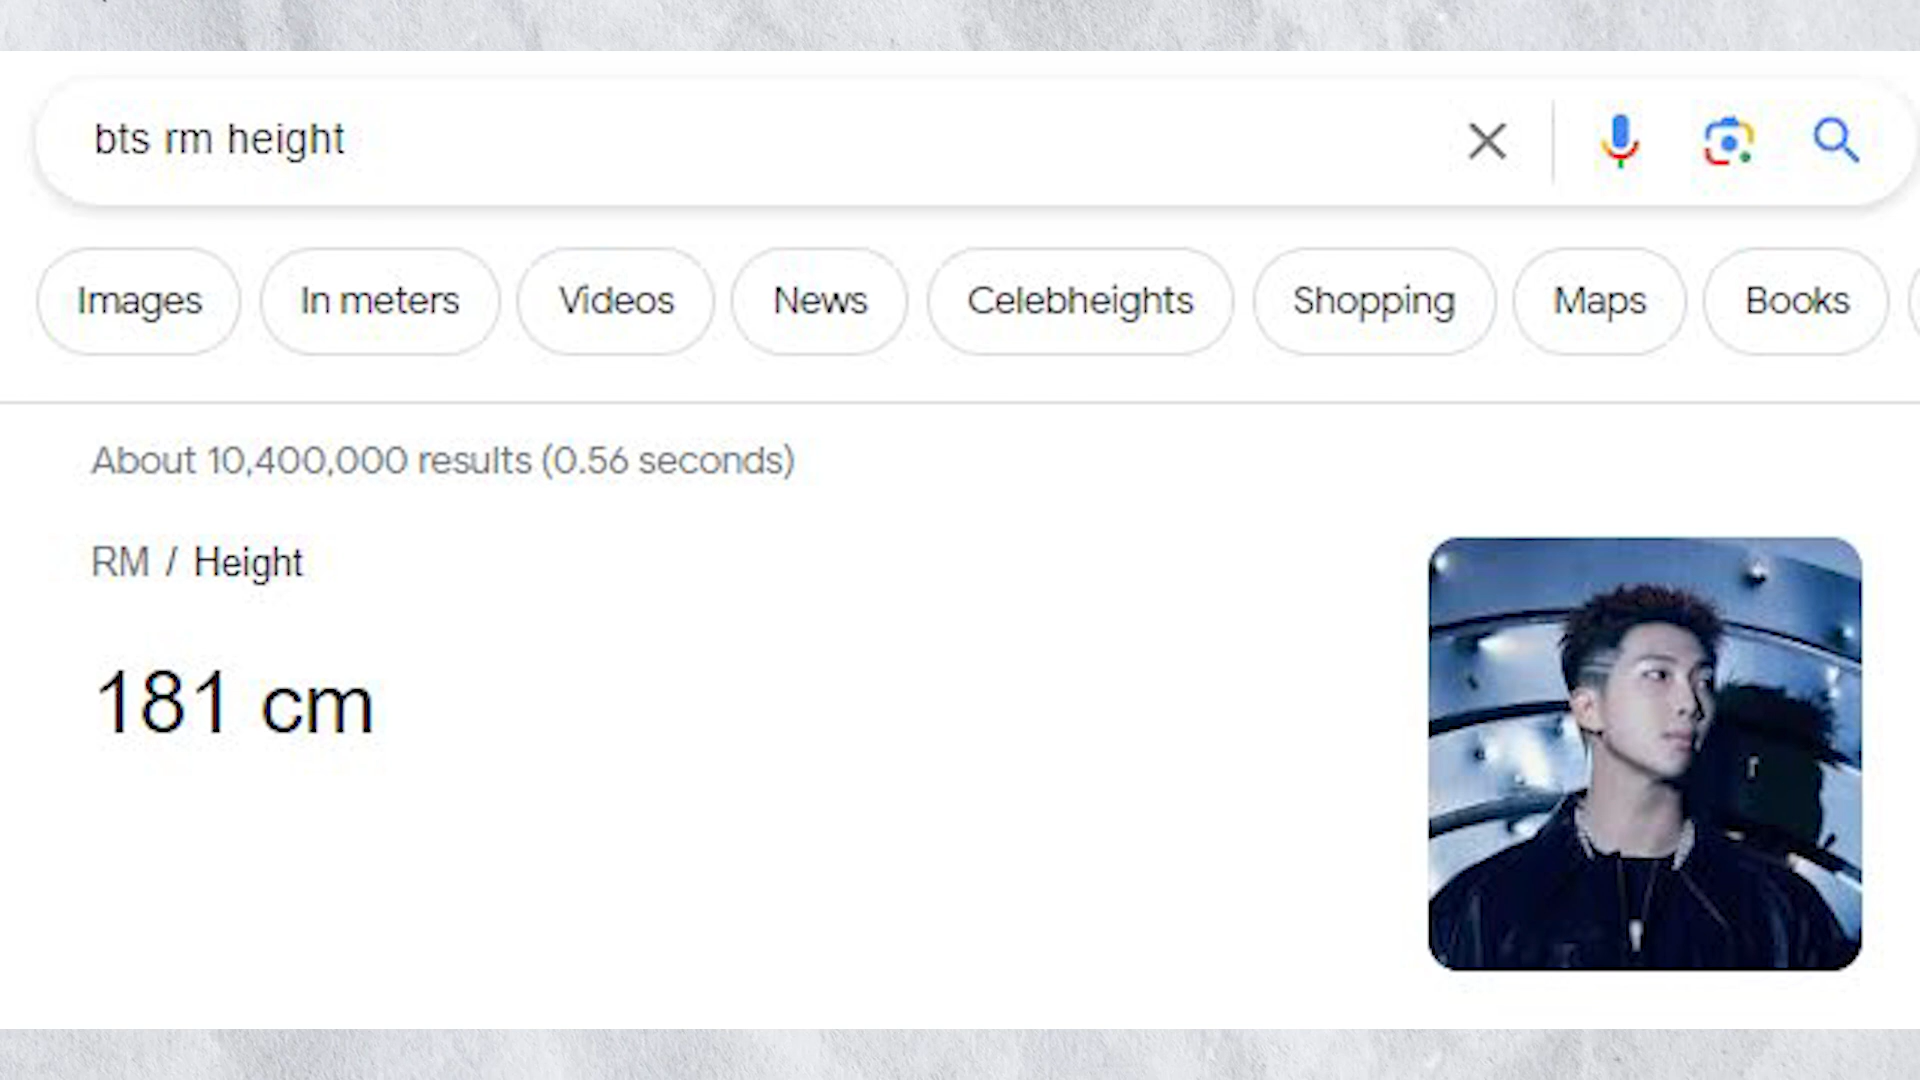 bts rm height
Images In meters Videos News Celebheights Shopping Maps Books
About 10,400,000 results (0.56 seconds)
RM / Height
181 cm